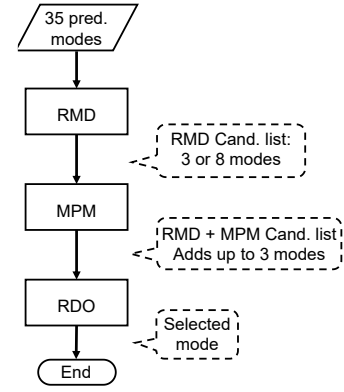 35 pred.
modes
RMD
RMD Cand. list:
3 or 8 modes
MPM
RMD + MPM Cand. list
Adds up to 3 modes
RDO
Selected
mode
End